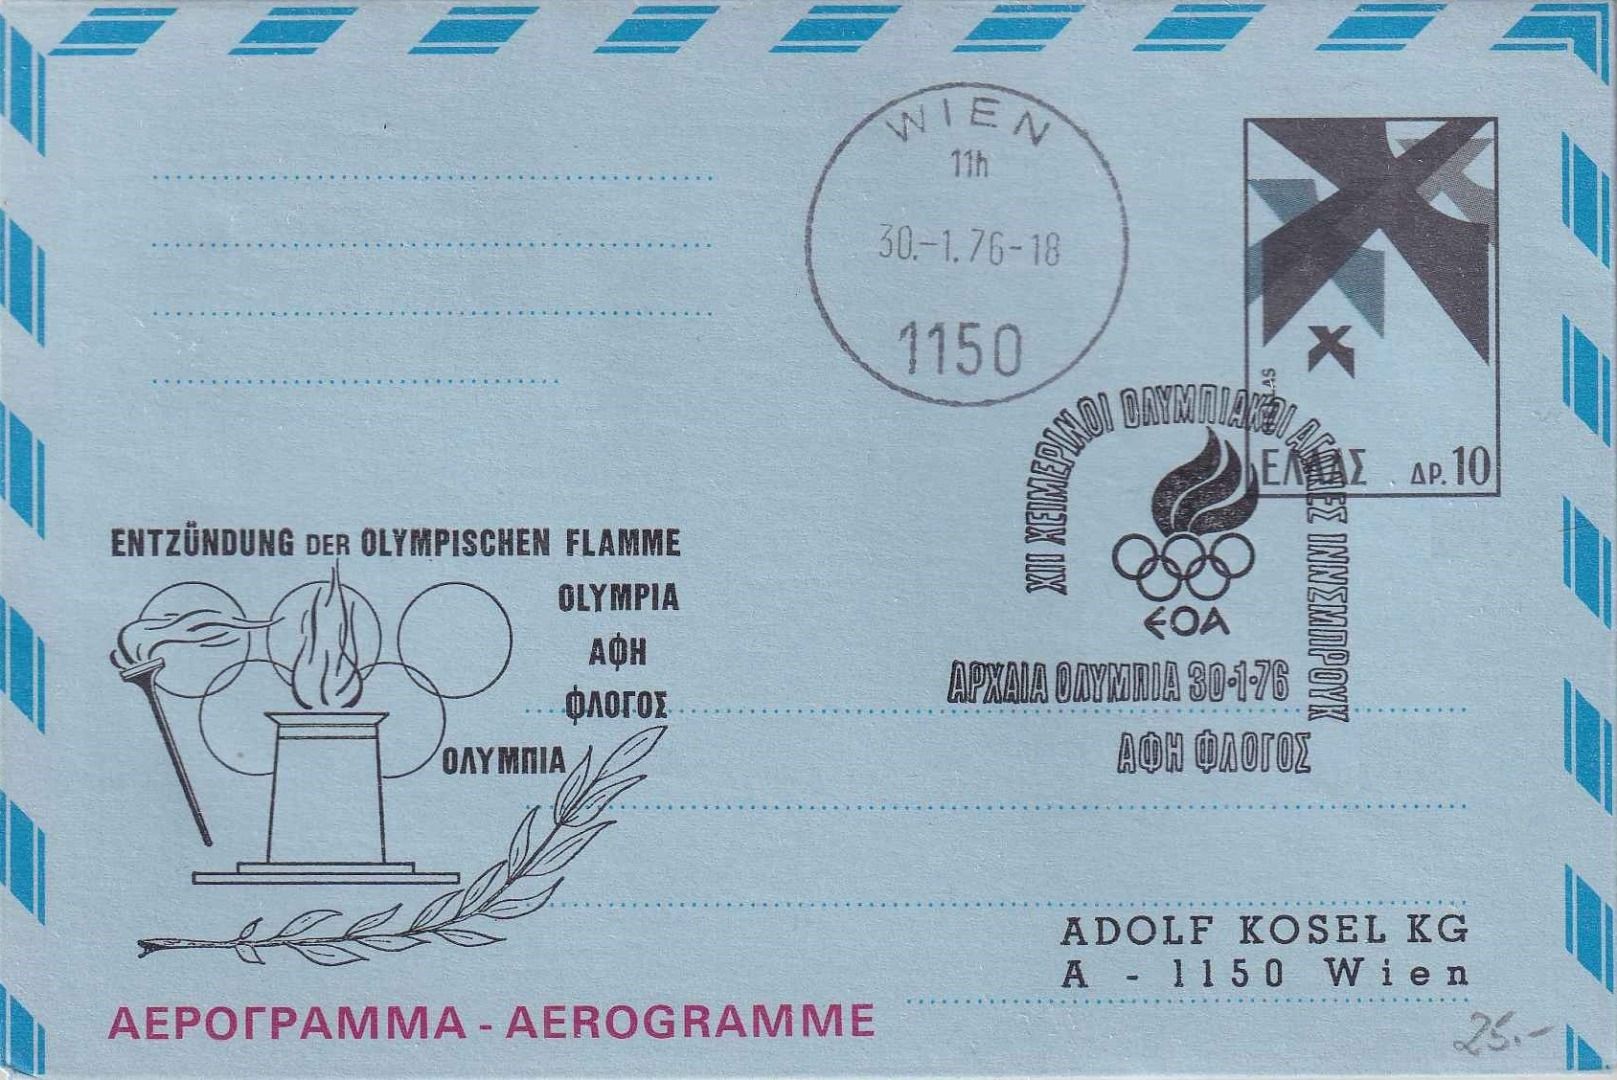 WIEN
11h
30.-1.76-18
1150
ΕΛΛΑΣ ΔΡ. 10
XII ΧΕΙΜΕΡΙΝΟΙ ΟΛΥΜΠΙΑΚΟΙ ΑΓΩΝΕΣ ΙΝΝΣΜΠΡΟΥΚ
ΕΟΑ
ΑΡΧΑΙΑ ΟΛΥΜΠΙΑ 30·1·76
ΑΦΗ ΦΛΟΓΟΣ
ENTZÜNDUNG DER OLYMPISCHEN FLAMME
OLYMPIA
ΑΦΗ
ΦΛΟΓΟΣ
ΟΛΥΜΠΙΑ
ADOLF KOSEL KG
A - 1150 Wien
ΑΕΡΟΓΡΑΜΜΑ - AEROGRAMME
25.-